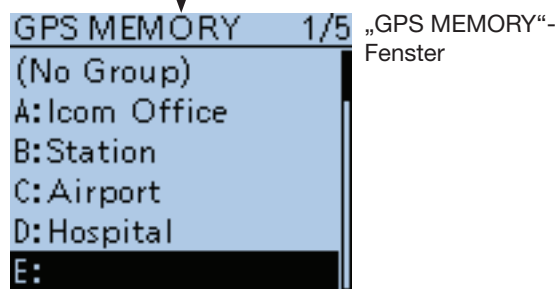 GPS MEMORY 1/5
(No Group)
A:Icom Office
B:Station
C:Airport
D:Hospital
E:
„GPS MEMORY“-
Fenster